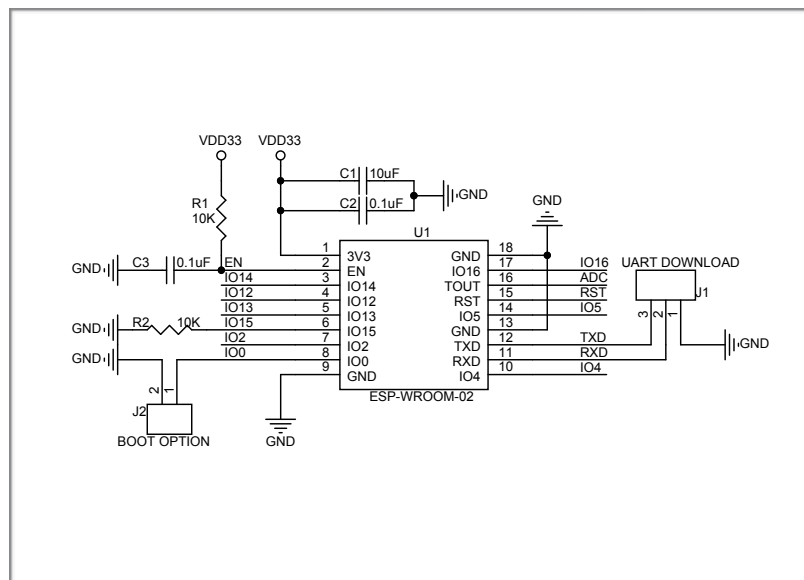 VDD33
VDD33
C1 10uF
C2 0.1uF
GND
GND
R1
10K
U1
C3 0.1uF
GND
EN
IO14
IO12
IO13
IO15
IO2
IO0
GND
R2 10K
GND
1
2
3
4
5
6
7
8
9
3V3
EN
IO14
IO12
IO13
IO15
IO2
IO0
GND
GND
IO16
TOUT
RST
IO5
GND
TXD
RXD
IO4
18
17
16
15
14
13
12
11
10
IO16
ADC
RST
IO5
TXD
RXD
IO4
UART DOWNLOAD
J1
3
2
1
GND
2
1
J2
BOOT OPTION
GND
ESP-WROOM-02